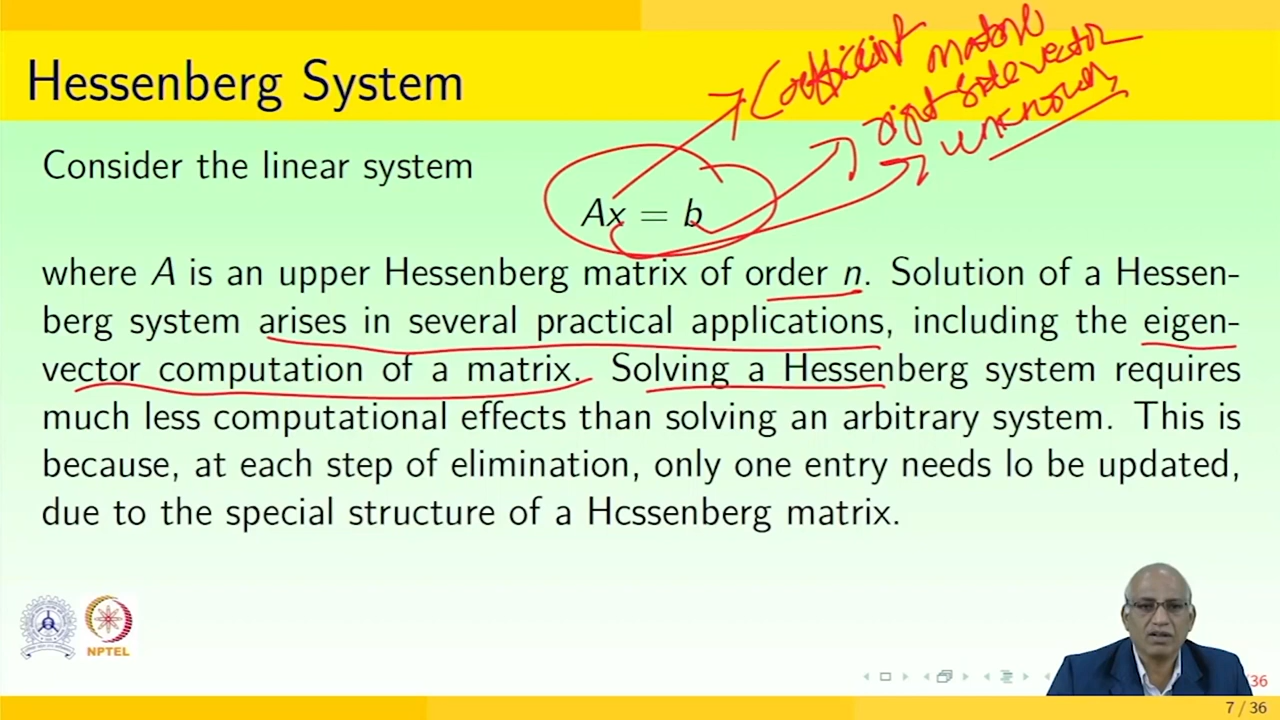 Hessenberg System
Coefficient matrix
right side vector
unknown
Consider the linear system
Ax = b
where A is an upper Hessenberg matrix of order n. Solution of a Hessen-
berg system arises in several practical applications, including the eigen-
vector computation of a matrix. Solving a Hessenberg system requires
much less computational effects than solving an arbitrary system. This is
because, at each step of elimination, only one entry needs lo be updated,
due to the special structure of a Hcssenberg matrix.
NPTEL
/36
7 / 36